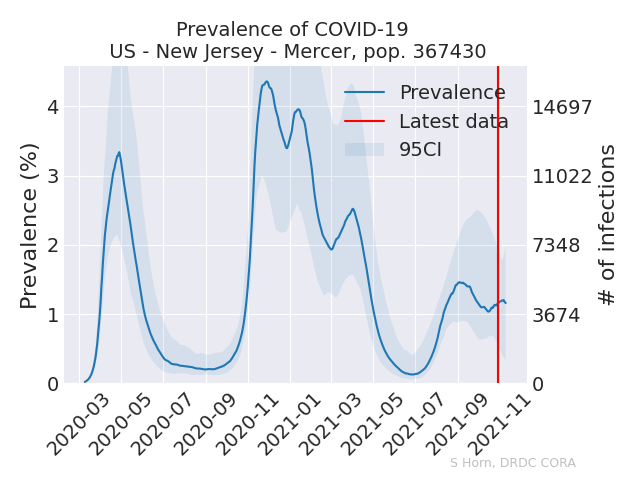 Prevalence of COVID-19
US - New Jersey - Mercer, pop. 367430
Prevalence (%)
4
3
2
1
0
Prevalence
Latest data
95CI
14697
11022
7348
3674
0
# of infections
2020-03
2020-05
2020-07
2020-09
2020-11
2021-01
2021-03
2021-05
2021-07
2021-09
2021-11
S Horn, DRDC CORA